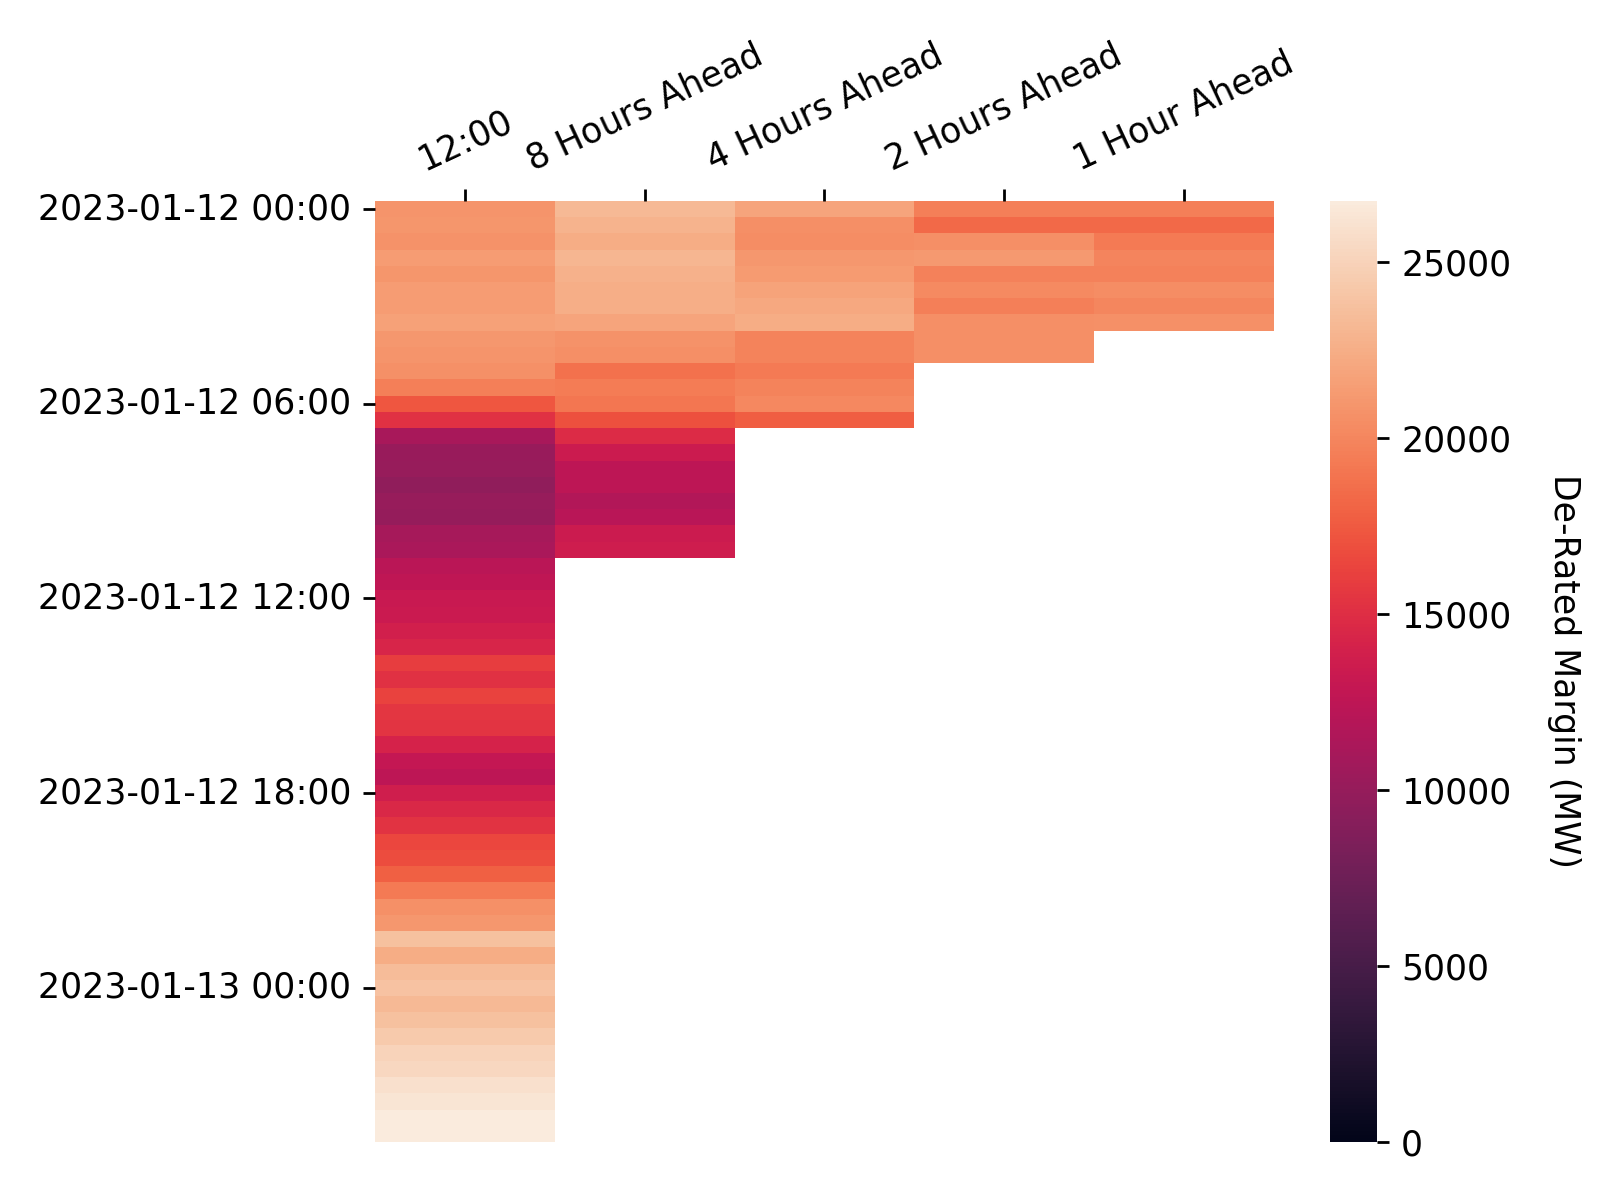 12:00
8 Hours Ahead
4 Hours Ahead
2 Hours Ahead
1 Hour Ahead
2023-01-12 00:00
2023-01-12 06:00
2023-01-12 12:00
2023-01-12 18:00
2023-01-13 00:00
25000
20000
15000
10000
5000
0
De-Rated Margin (MW)